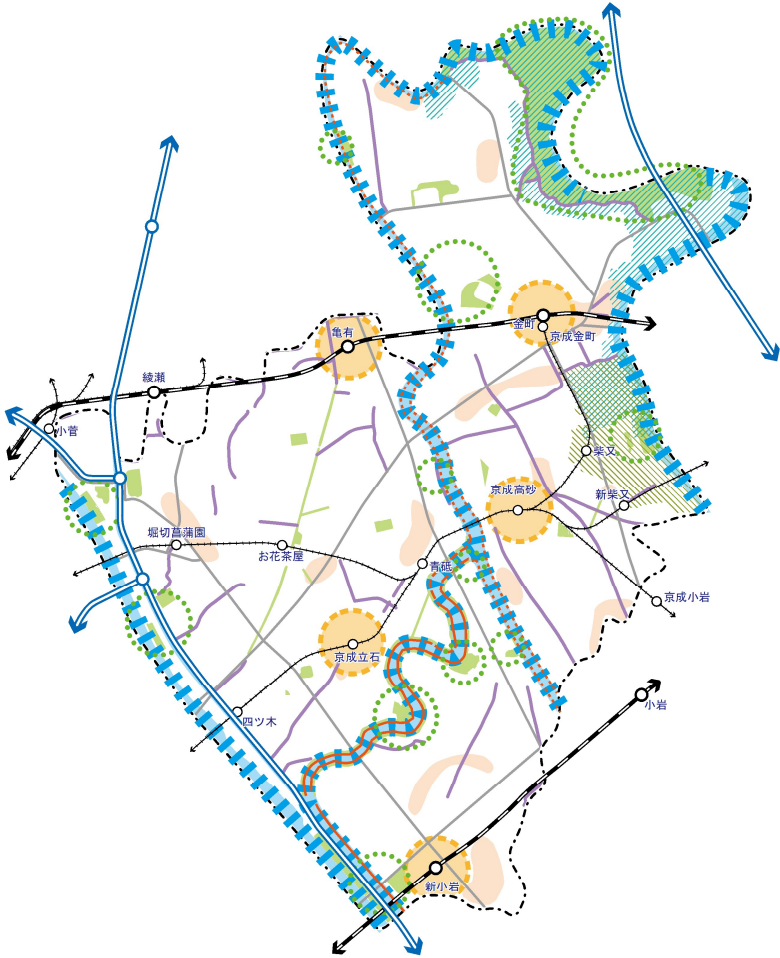 亀有
金町
京成金町
綾瀬
小菅
柴又
京成高砂
新柴又
堀切菖蒲園
お花茶屋
青砥
京成小岩
京成立石
小岩
四ツ木
新小岩